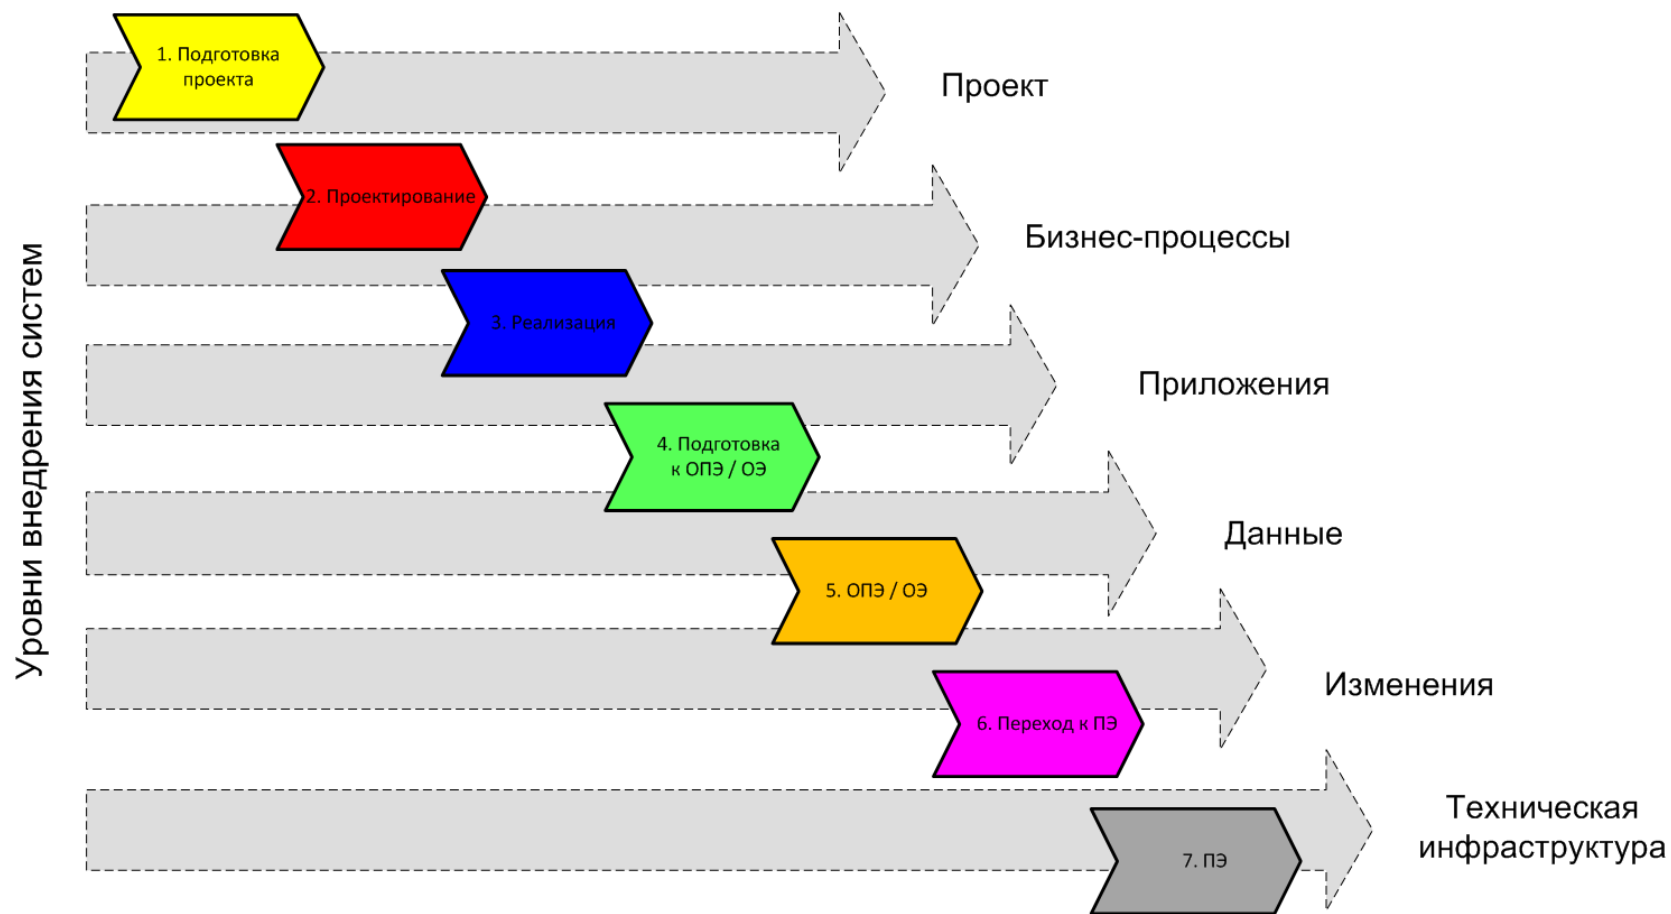 1. Подготовка
проекта
Проект
2. Проектирование
Бизнес-процессы
3. Реализация
Приложения
4. Подготовка
к ОПЭ / ОЭ
Данные
5. ОПЭ / ОЭ
Изменения
6. Переход к ПЭ
Техническая
инфраструктура
7. ПЭ
Уровни внедрения систем